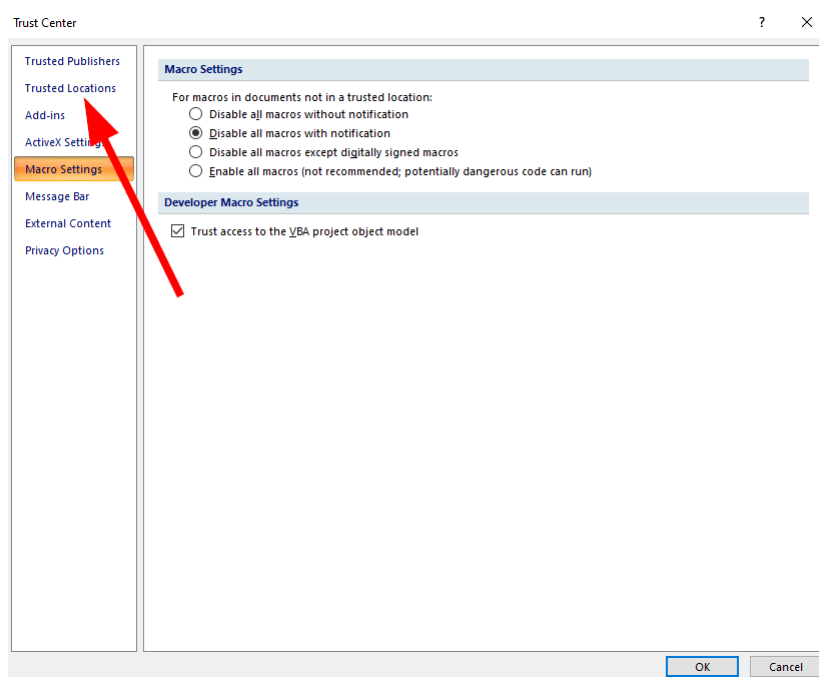 Trust Center
?
Trusted Publishers
Trusted Locations
Add-ins
ActiveX Settings
Macro Settings
Message Bar
External Content
Privacy Options
Macro Settings
For macros in documents not in a trusted location:
Disable all macros without notification
Disable all macros with notification
Disable all macros except digitally signed macros
Enable all macros (not recommended; potentially dangerous code can run)
Developer Macro Settings
Trust access to the VBA project object model
OK
Cancel